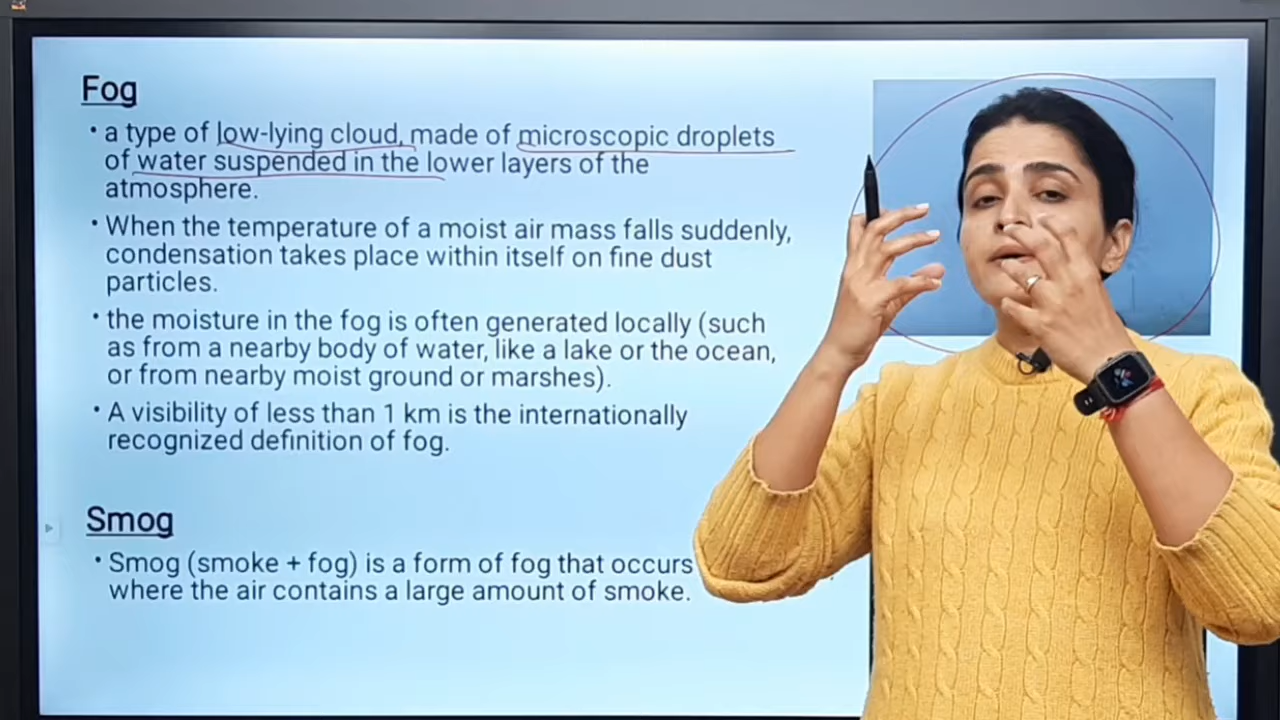 Fog
• a type of low-lying cloud, made of microscopic droplets
of water suspended in the lower layers of the
atmosphere.
• When the temperature of a moist air mass falls suddenly,
condensation takes place within itself on fine dust
particles.
• the moisture in the fog is often generated locally (such
as from a nearby body of water, like a lake or the ocean,
or from nearby moist ground or marshes).
• A visibility of less than 1 km is the internationally
recognized definition of fog.
Smog
• Smog (smoke + fog) is a form of fog that occurs
where the air contains a large amount of smoke.